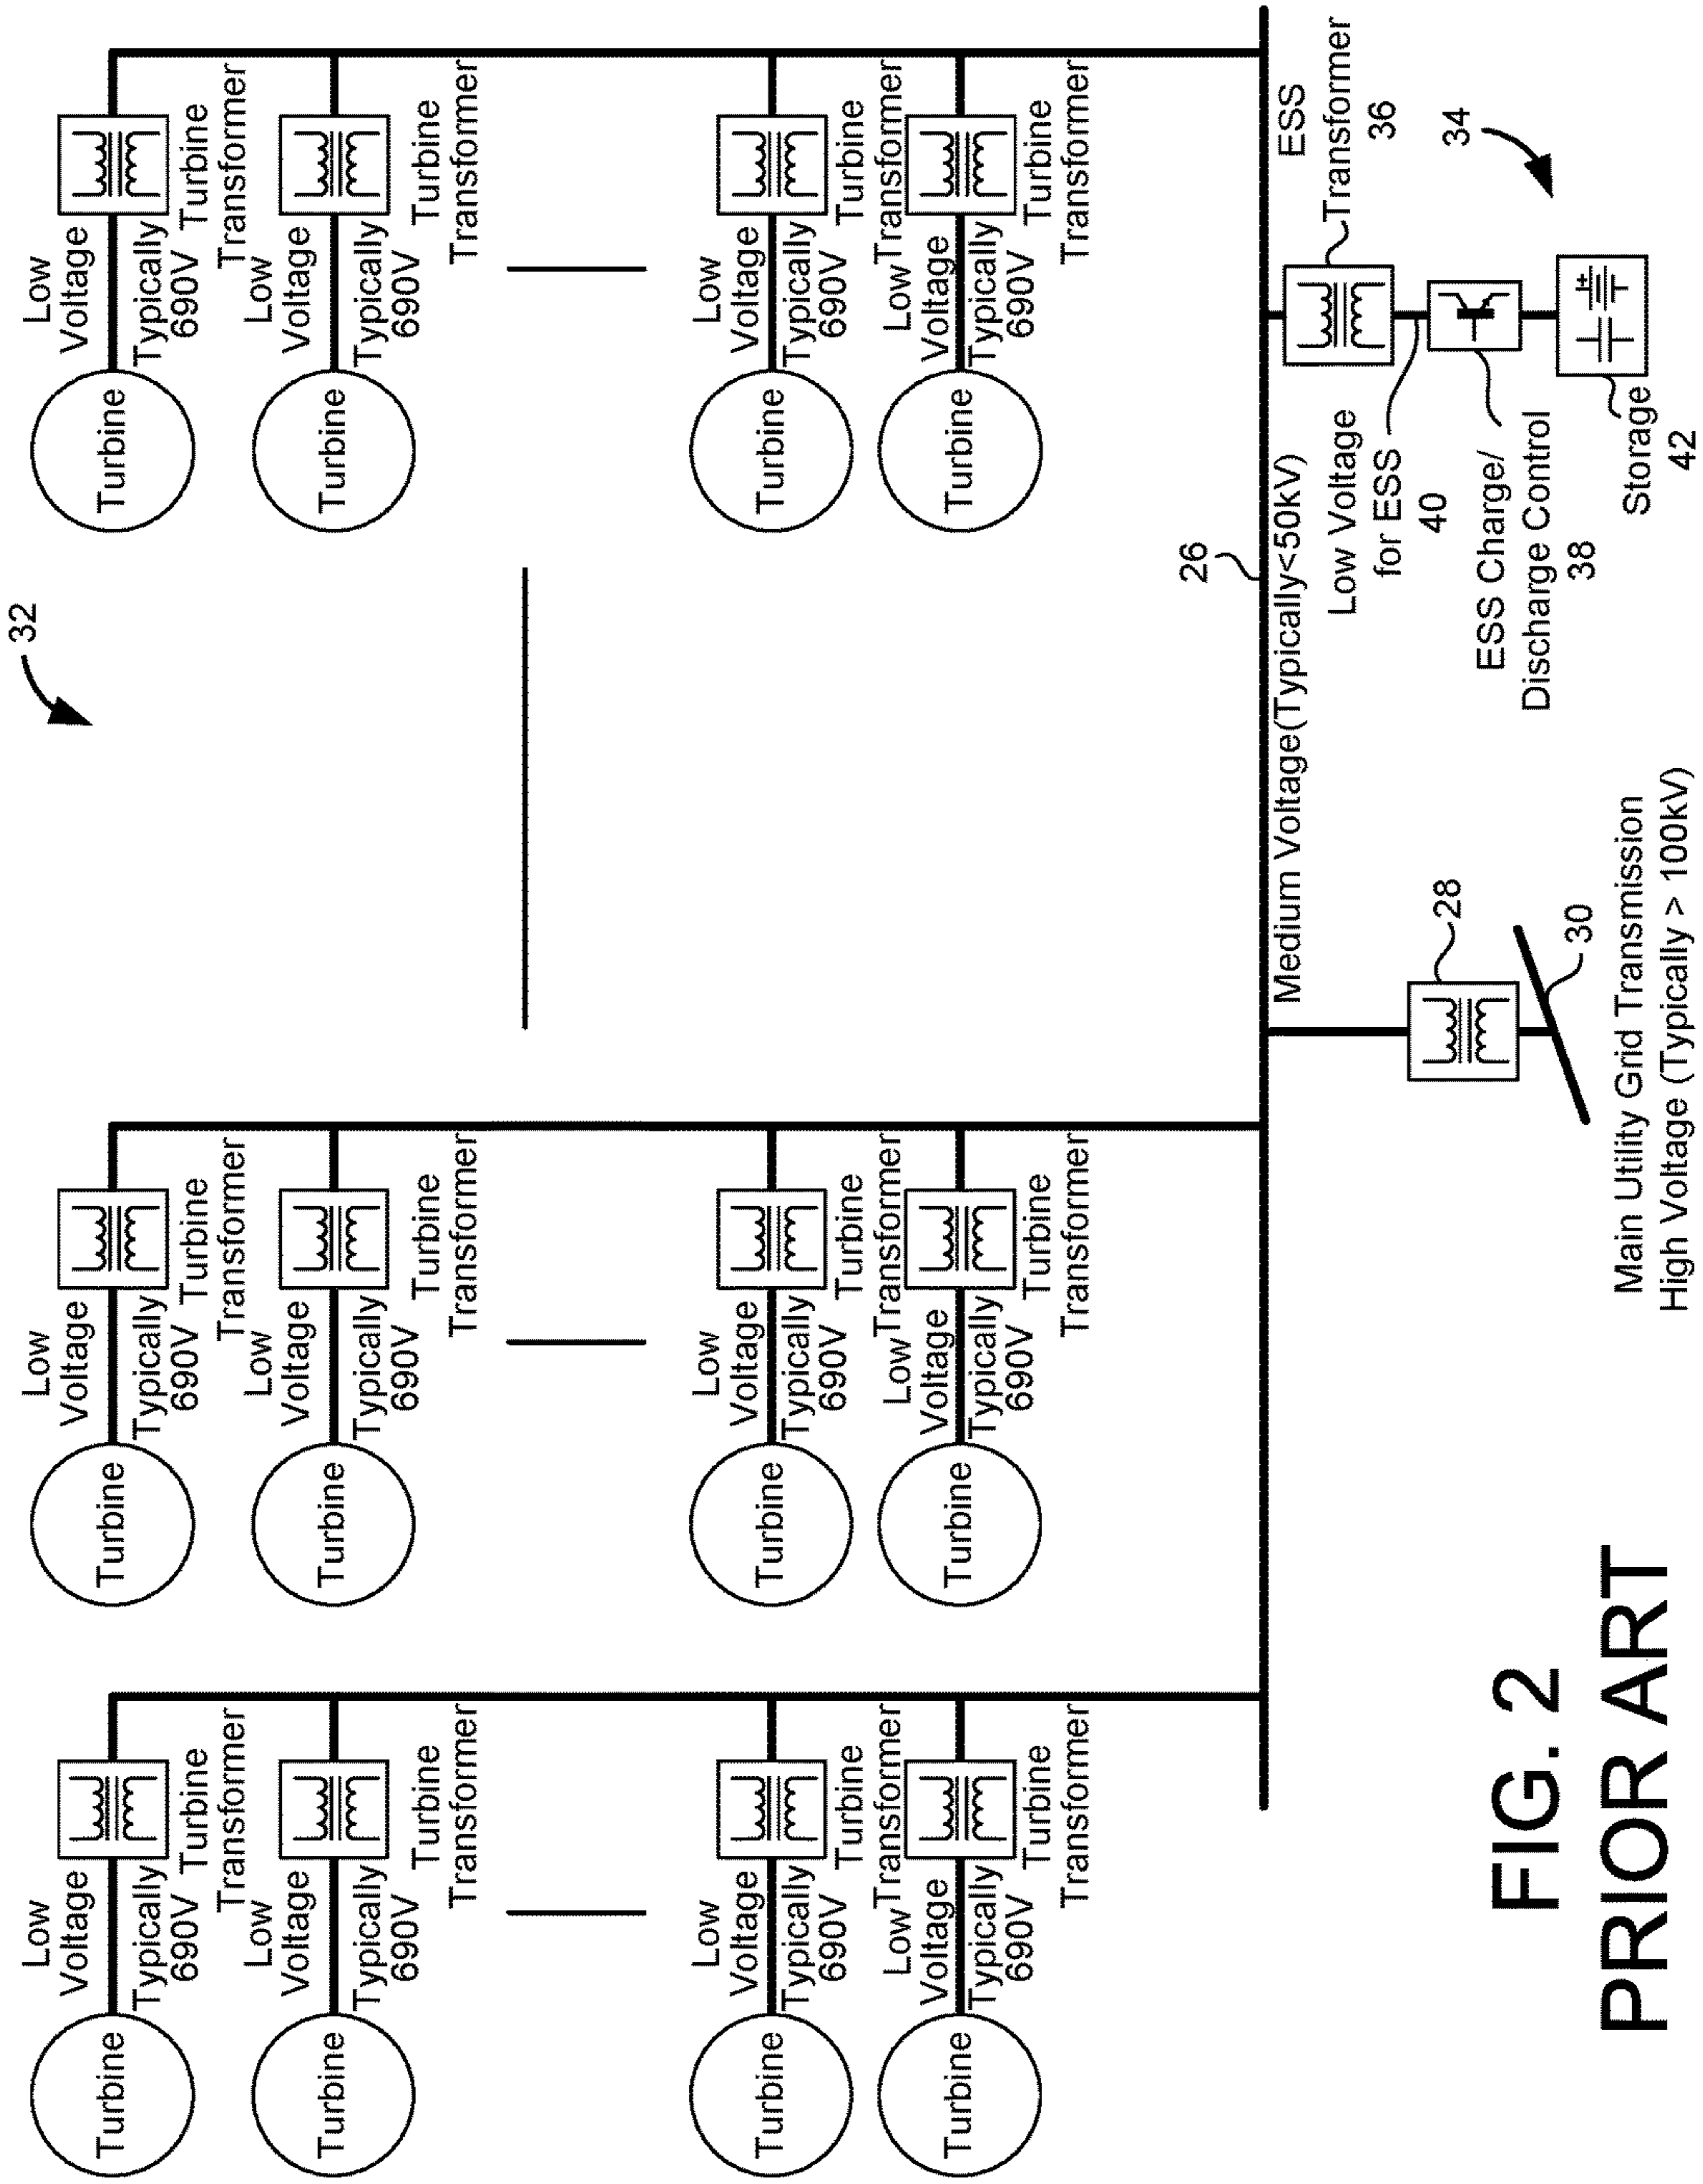 32
Low
Voltage
Turbine
Typically
690V
Turbine
Transformer
Low
Voltage
Turbine
Typically
690V
Turbine
Transformer
Low
Voltage
Turbine
Typically
690V
Turbine
Transformer
Low
Voltage
Turbine
Typically
690V
Turbine
Transformer
Low
Voltage
Turbine
Typically
690V
Turbine
Transformer
Low
Voltage
Turbine
Typically
690V
Turbine
Transformer
Low
Voltage
Turbine
Typically
690V
Turbine
Transformer
Low
Voltage
Turbine
Typically
690V
Turbine
Transformer
Low
Voltage
Turbine
Typically
690V
Turbine
Transformer
Low
Voltage
Turbine
Typically
690V
Turbine
Transformer
Low
Voltage
Turbine
Typically
690V
Turbine
Transformer
Low
Voltage
Turbine
Typically
690V
Turbine
Transformer
26
Medium Voltage(Typically<50kV)
ESS
Transformer
36
Low Voltage
for ESS
40
34
28
ESS Charge/
Discharge Control
38
30
Storage
42
Main Utility Grid Transmission
High Voltage (Typically > 100kV)
FIG. 2
PRIOR ART